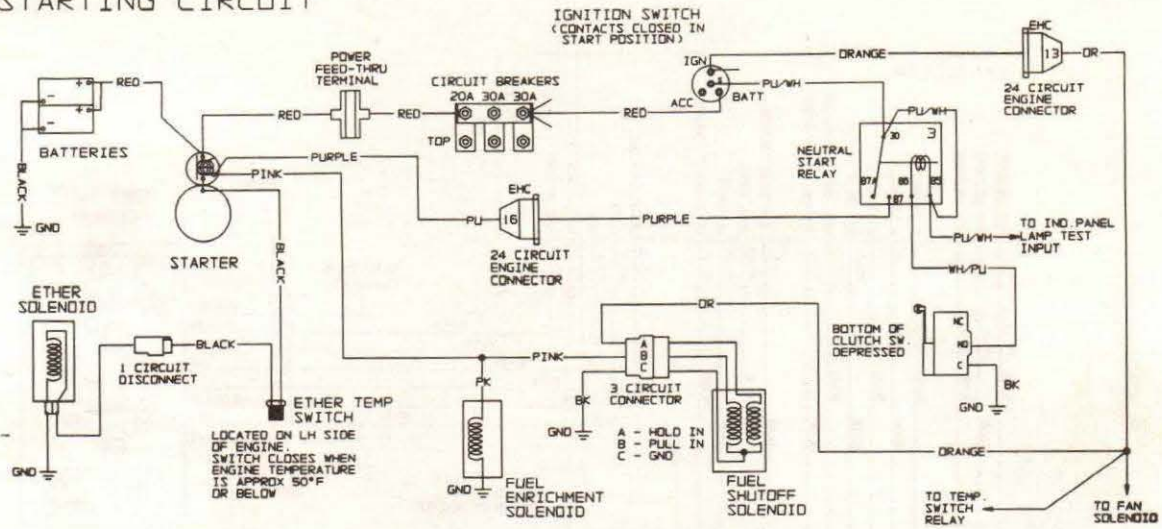 STARTING CIRCUIT
IGNITION SWITCH
(CONTACTS CLOSED IN
START POSITION)
EHC
13
OR
24 CIRCUIT
ENGINE
CONNECTOR
ORANGE
IGN
S
PU/WH
ACC
BATT
POWER
FEED-THRU
TERMINAL
CIRCUIT BREAKERS
20A 30A 30A
TOP
RED
RED
RED
RED
BATTERIES
BLACK
GND
PURPLE
PINK
STARTER
EHC
PU
16
PURPLE
24 CIRCUIT
ENGINE
CONNECTOR
NEUTRAL
START
RELAY
PU/WH
30
3
87A
86
85
87
TO IND.PANEL
LAMP TEST
INPUT
PU/WH
WH/PU
BLACK
ETHER
SOLENOID
BLACK
1 CIRCUIT
DISCONNECT
GND
ETHER TEMP
SWITCH
LOCATED ON LH SIDE
OF ENGINE.
SWITCH CLOSES WHEN
ENGINE TEMPERATURE
IS APPROX 50°F
OR BELOW
OR
PINK
A
B
C
3 CIRCUIT
CONNECTOR
A - HOLD IN
B - PULL IN
C - GND
BK
GND
PK
GND
FUEL
ENRICHMENT
SOLENOID
FUEL
SHUTOFF
SOLENOID
BOTTOM OF
CLUTCH SW.
DEPRESSED
NC
NO
C
BK
GND
ORANGE
TO TEMP.
SWITCH
RELAY
TO FAN
SOLENOID